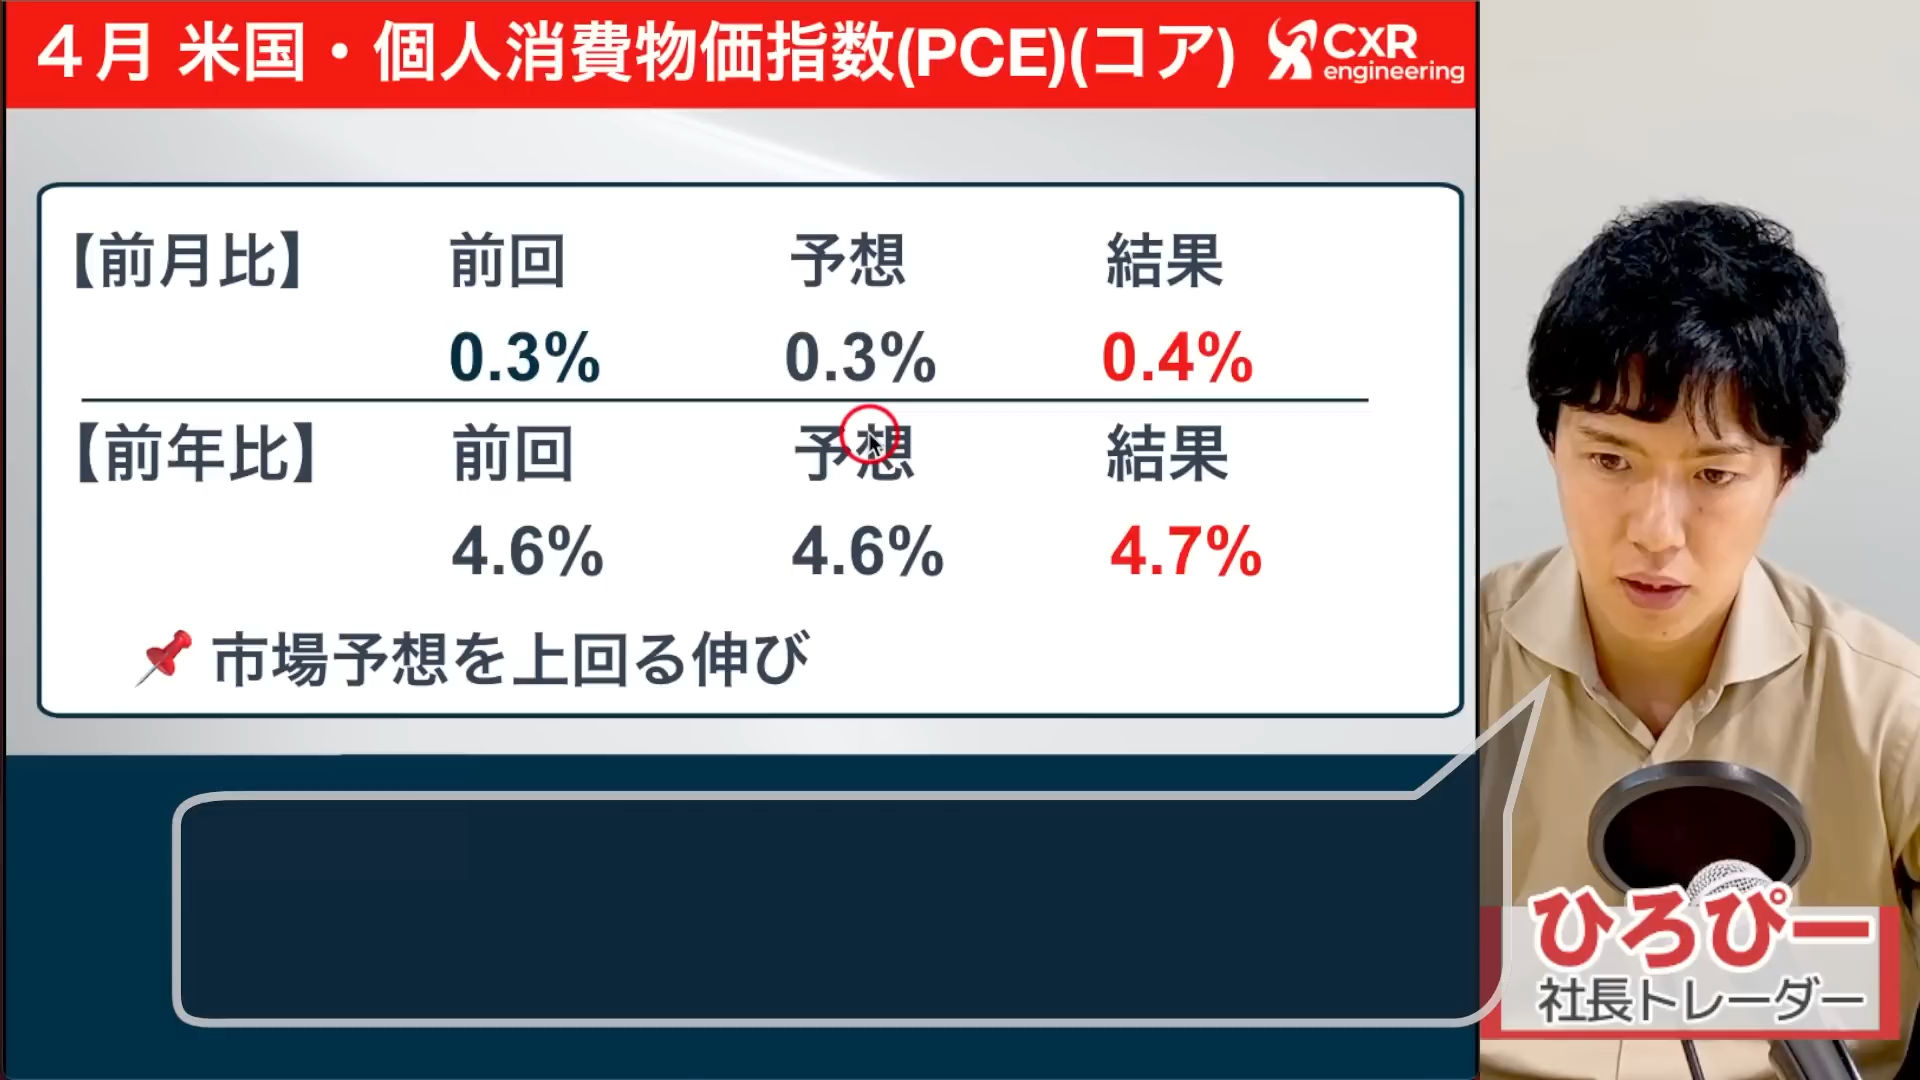 ４月 米国・個人消費物価指数(PCE)(コア)
CXR
engineering
【前月比】 前回 予想 結果
0.3% 0.3% 0.4%
【前年比】 前回 予想 結果
4.6% 4.6% 4.7%
📌 市場予想を上回る伸び
ひろぴー
社長トレーダー